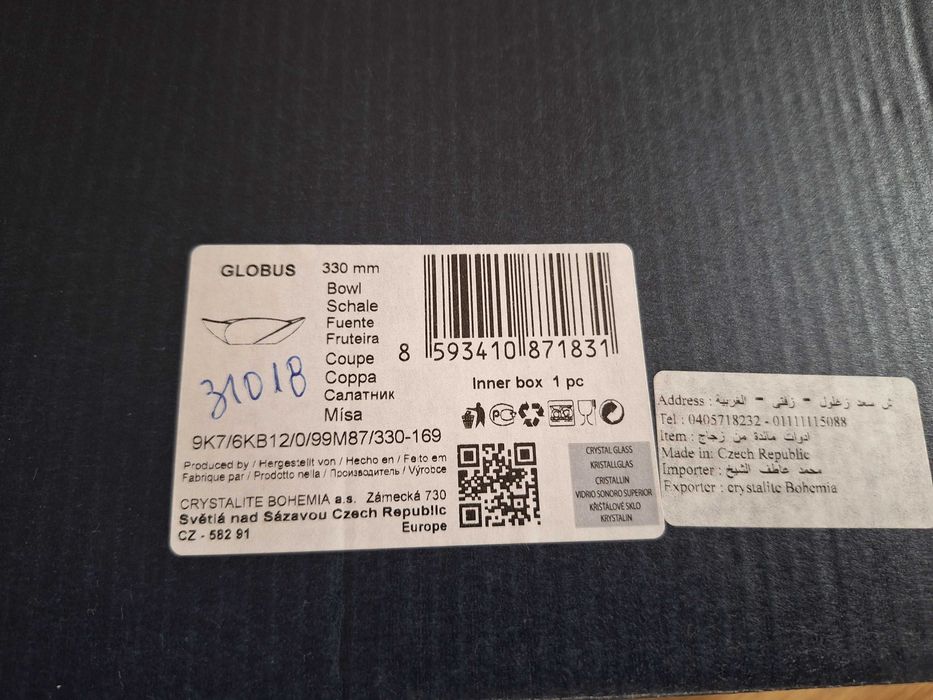 GLOBUS
330 mm
Bowl
Schale
Fuente
Fruteira
Coupe
Coppa
Салатник
Mísa
8 593410 871831
Inner box 1 pc
31018
9K7/6KB12/0/99M87/330-169
Produced by / Hergestellt von / Hecho en / Feito em
Fabrique par / Prodotto nella / Производитель / Výrobce
CRYSTALITE BOHEMIA a.s. Zámecká 730
Světlá nad Sázavou Czech Republic
Europe
CZ - 582 91
CRYSTAL GLASS
KRISTALLGLAS
CRISTALLIN
VIDRIO SONORO SUPERIOR
KŘIŠŤÁLOVÉ SKLO
KRYSTALIN
Address : ش سعد زغلول - زفتى - الغربية
Tel : 0405718232 - 01111115088
Item : ادوات مائدة من زجاج
Made in: Czech Republic
Importer : محمد عاطف الشيخ
Exporter : crystalite Bohemia